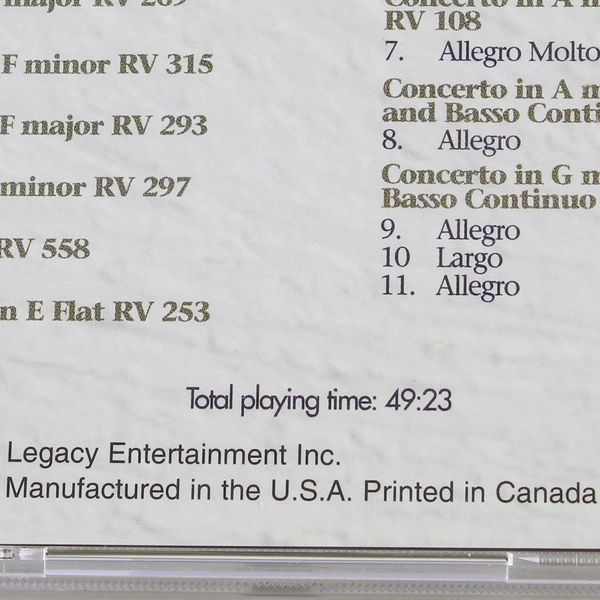 major RV 269
F minor RV 315
F major RV 293
minor RV 297
RV 558
n E Flat RV 253
Concerto in A
RV 108
7. Allegro Molto
Concerto in A
and Basso Conti
8. Allegro
Concerto in G
Basso Continuo
9. Allegro
10 Largo
11. Allegro
Total playing time: 49:23
Legacy Entertainment Inc.
Manufactured in the U.S.A. Printed in Canada